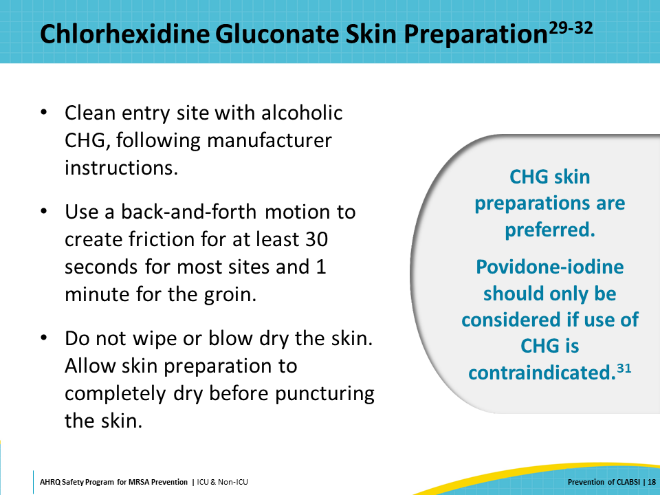 Chlorhexidine Gluconate Skin Preparation29-32
• Clean entry site with alcoholic
CHG, following manufacturer
instructions.
• Use a back-and-forth motion to
create friction for at least 30
seconds for most sites and 1
minute for the groin.
• Do not wipe or blow dry the skin.
Allow skin preparation to
completely dry before puncturing
the skin.
CHG skin
preparations are
preferred.
Povidone-iodine
should only be
considered if use of
CHG is
contraindicated.31
AHRQ Safety Program for MRSA Prevention | ICU & Non-ICU
Prevention of CLABSI | 18